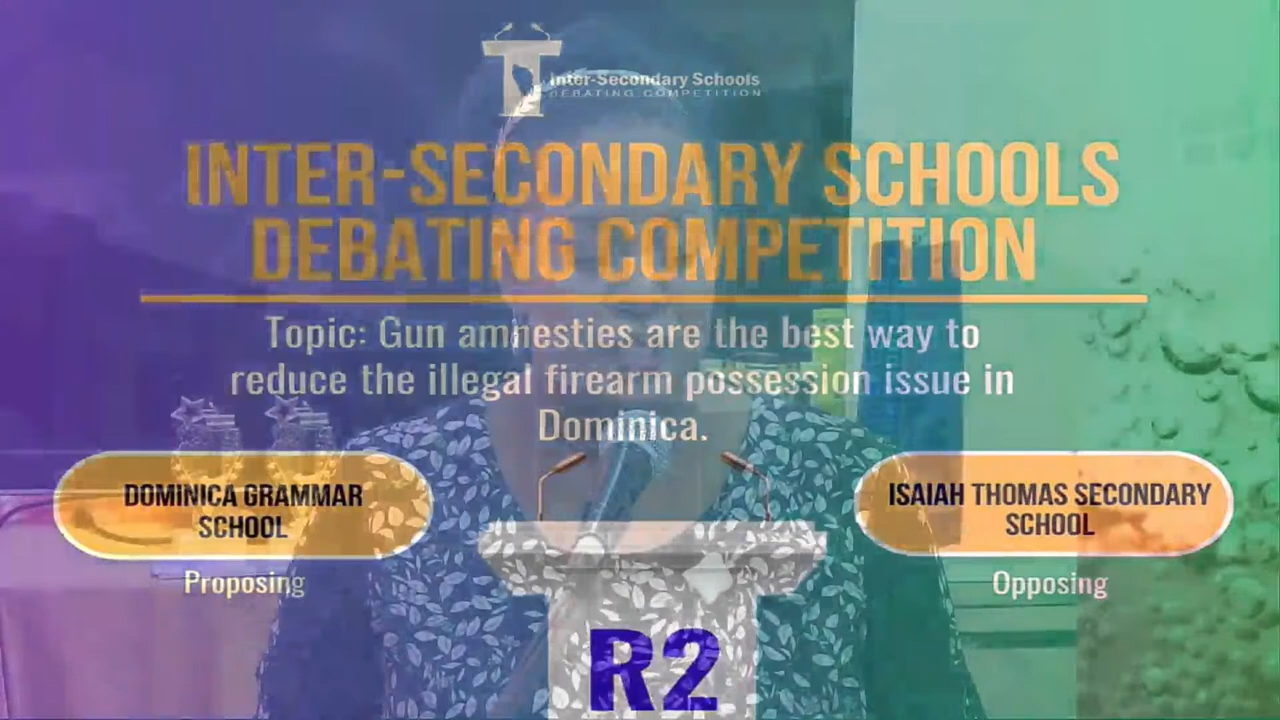 Inter-Secondary Schools
DEBATING COMPETITION
INTER-SECONDARY SCHOOLS
DEBATING COMPETITION
Topic: Gun amnesties are the best way to
reduce the illegal firearm possession issue in
Dominica.
DOMINICA GRAMMAR
SCHOOL
ISAIAH THOMAS SECONDARY
SCHOOL
Proposing
Opposing
R2